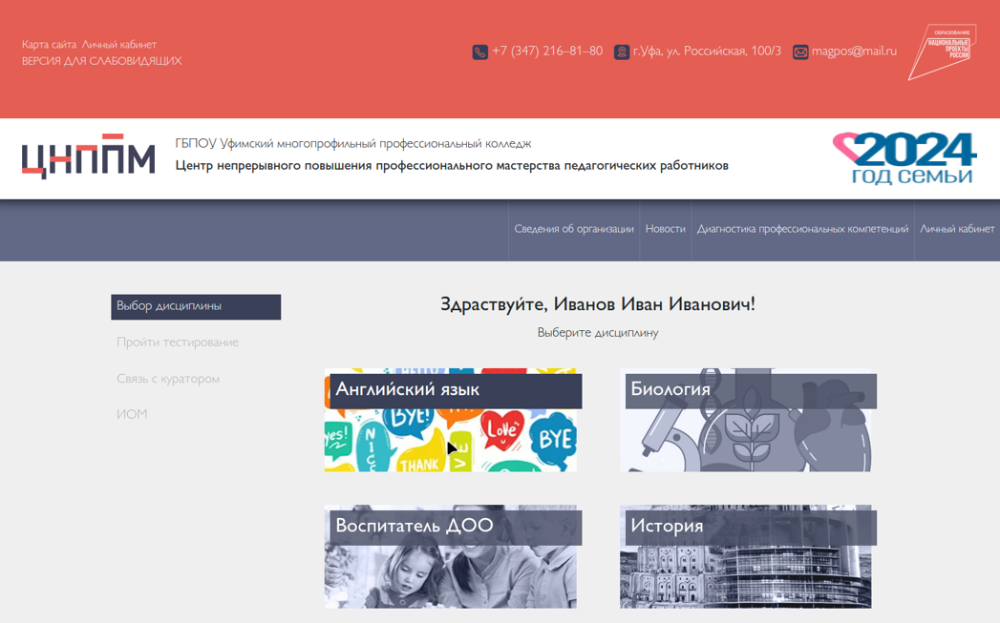 Карта сайта Личный кабинет
ВЕРСИЯ ДЛЯ СЛАБОВИДЯЩИХ
+7 (347) 216–81–80 г.Уфа, ул. Российская, 100/3 magpos@mail.ru
ОБРАЗОВАНИЕ
НАЦИОНАЛЬНЫЕ
ПРОЕКТЫ
РОССИИ
ЦНППМ
ГБПОУ Уфимский многопрофильный профессиональный колледж
Центр непрерывного повышения профессионального мастерства педагогических работников
2024
ГОД СЕМЬИ
Сведения об организации Новости Диагностика профессиональных компетенций Личный кабинет
Выбор дисциплины
Пройти тестирование
Связь с куратором
ИОМ
Здраствуйте, Иванов Иван Иванович!
Выберите дисциплину
Английский язык
yes!
NICE
BYE!
THANK
Love
BYE
Биология
Воспитатель ДОО
История